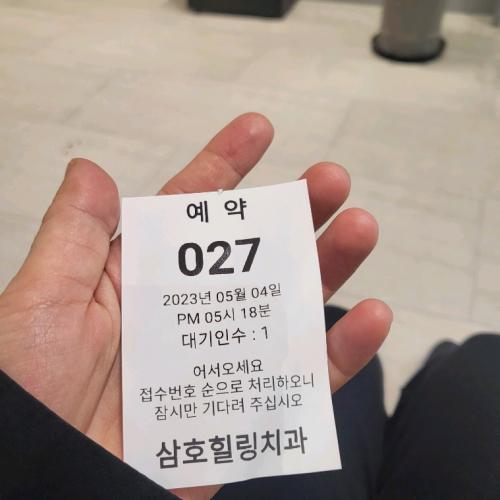 예 약
027
2023년 05월 04일
PM 05시 18분
대기인수 : 1
어서오세요
접수번호 순으로 처리하오니
잠시만 기다려 주십시오
삼호힐링치과